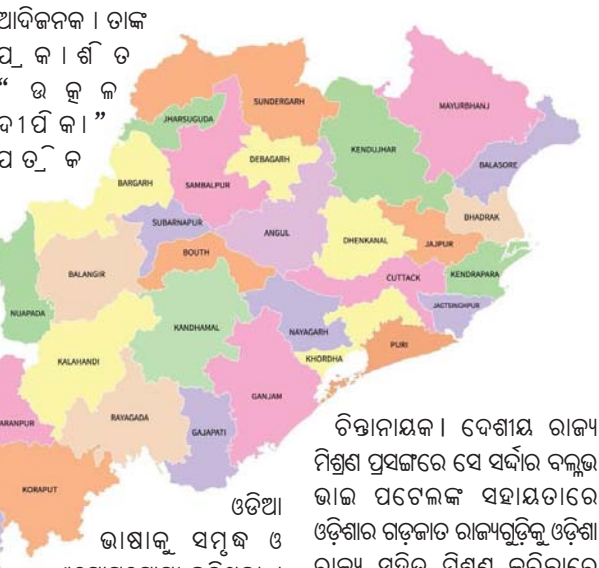 ଆଦିଜନକ । ତାଙ୍କ
ପ୍ରକାଶିତ
“ ଉତ୍କଳ
ଦୀପିକା ”
ପତ୍ରିକ
SUNDERGARH
JHARSUGUDA
MAYURBHANJ
KENDUJHAR
DEBAGARH
BALASORE
BARGARH
SAMBALPUR
BHADRAK
SUBARNAPUR
ANGUL
DHENKANAL
JAJPUR
BOUTH
BALANGIR
CUTTACK
KENDRAPARA
JAGTSINGHPUR
NUAPADA
KANDHAMAL
NAYAGARH
PURI
KHORDHA
KALAHANDI
GANJAM
RAYAGADA
ARANPUR
GAJAPATI
KORAPUT
ଓଡିଆ
ଭାଷାକୁ ସମୃଦ୍ଧ ଓ
ଚିନ୍ତାନାୟକ । ଦେଶୀୟ ରାଜ୍ୟ
ମିଶ୍ରଣ ପ୍ରସଙ୍ଗରେ ସେ ସର୍ଦ୍ଦାର ବଲ୍ଲଭ
ଭାଇ ପଟେଲଙ୍କ ସହାୟତାରେ
ଓଡ଼ିଶାର ଗଡ଼ଜାତ ରାଜ୍ୟଗୁଡ଼ିକୁ ଓଡ଼ିଶା